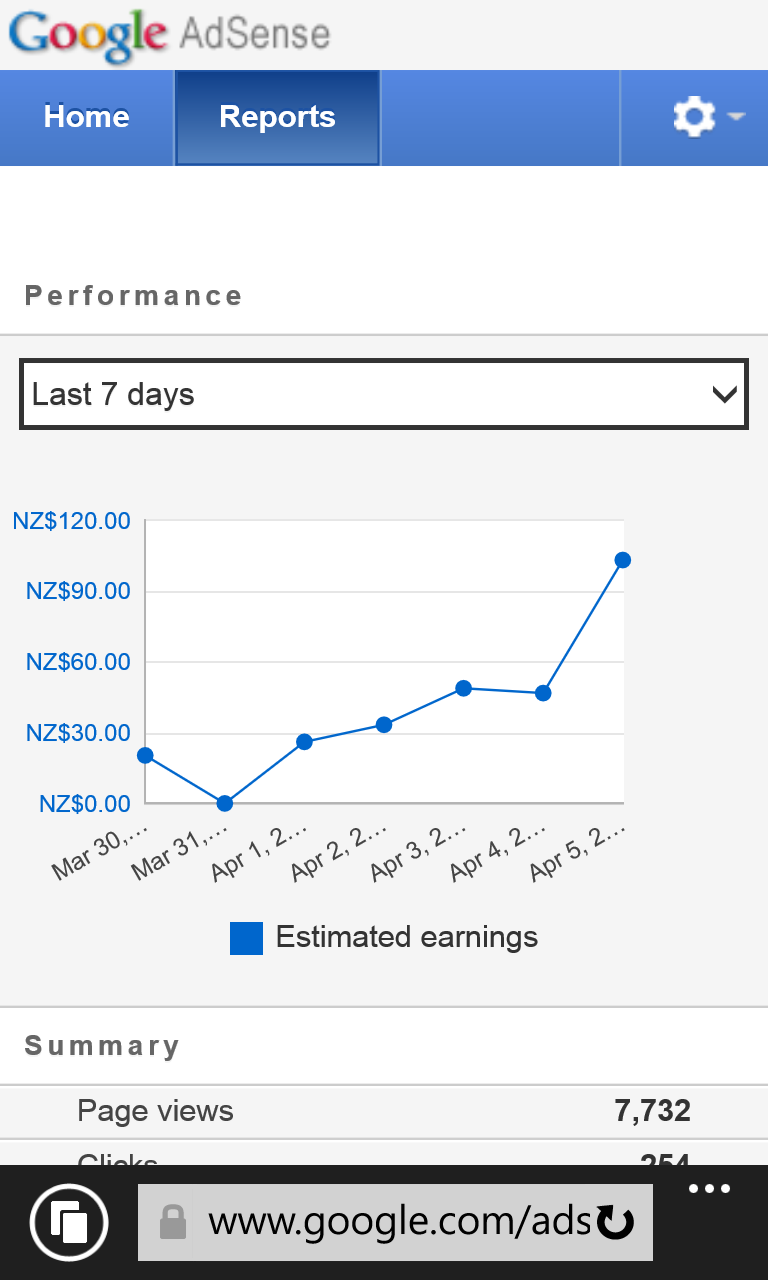 Google AdSense
Home Reports
Performance
Last 7 days
NZ$120.00
NZ$90.00
NZ$60.00
NZ$30.00
NZ$0.00
Mar 30,... Mar 31,... Apr 1, 2... Apr 2, 2... Apr 3, 2... Apr 4, 2... Apr 5, 2...
Estimated earnings
Summary
Page views 7,732
Clicks 254
www.google.com/ads